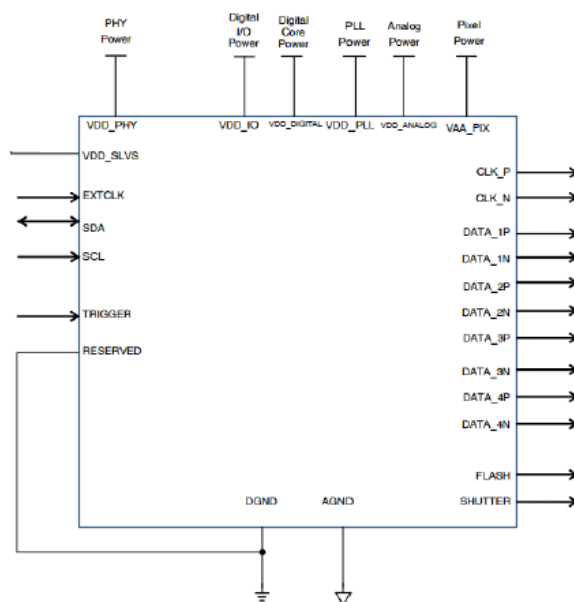 PHY
Power
Digital
I/O
Power
Digital
Core
Power
PLL
Power
Analog
Power
Pixel
Power
VDD_PHY
VDD_IO
VDD_DIGITAL
VDD_PLL
VDD_ANALOG
VAA_PIX
VDD_SLVS
EXTCLK
SDA
SCL
TRIGGER
RESERVED
CLK_P
CLK_N
DATA_1P
DATA_1N
DATA_2P
DATA_2N
DATA_3P
DATA_3N
DATA_4P
DATA_4N
FLASH
SHUTTER
DGND
AGND